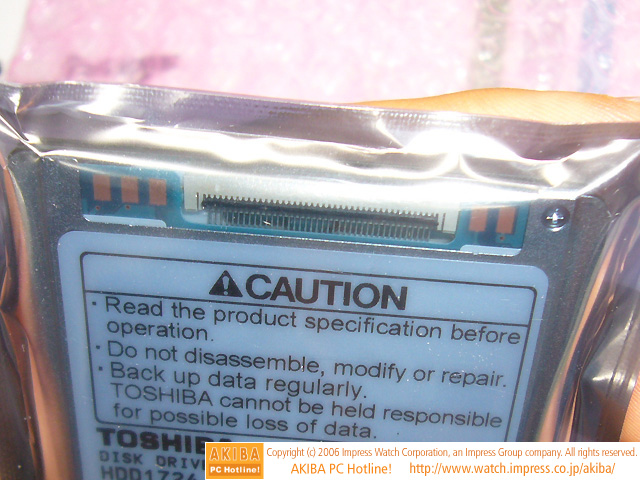 ⚠CAUTION
· Read the product specification before
operation.
· Do not disassemble, modify or repair.
· Back up data regularly.
TOSHIBA cannot be held responsible
for possible loss of data.
TOSHIBA
DISK DRIVE
AKIBA
PC Hotline!
Copyright (c) 2006 Impress Watch Corporation, an Impress Group company. All rights reserved.
AKIBA PC Hotline! http://www.watch.impress.co.jp/akiba/